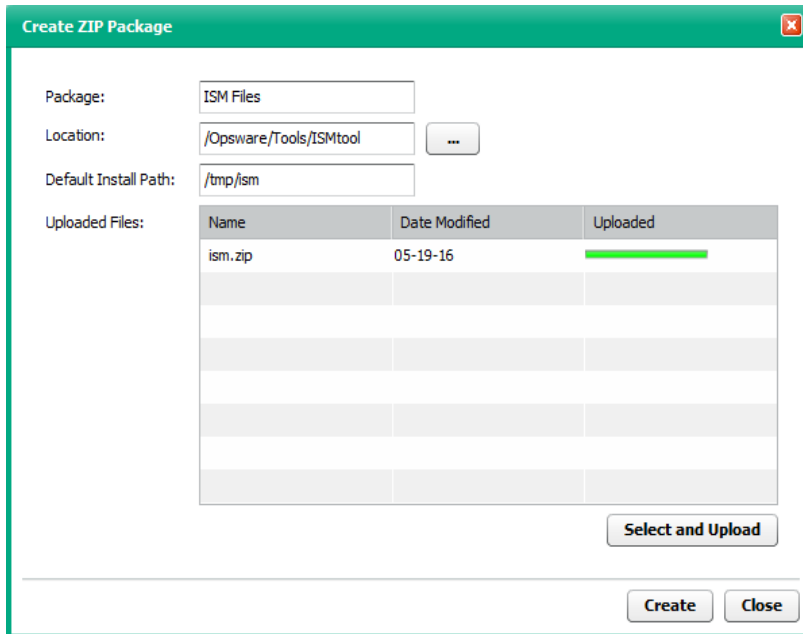 Create ZIP Package
Package: ISM Files
Location: /Opsware/Tools/ISMtool ...
Default Install Path: /tmp/ism
Uploaded Files: Name Date Modified Uploaded
ism.zip 05-19-16
Select and Upload
Create Close